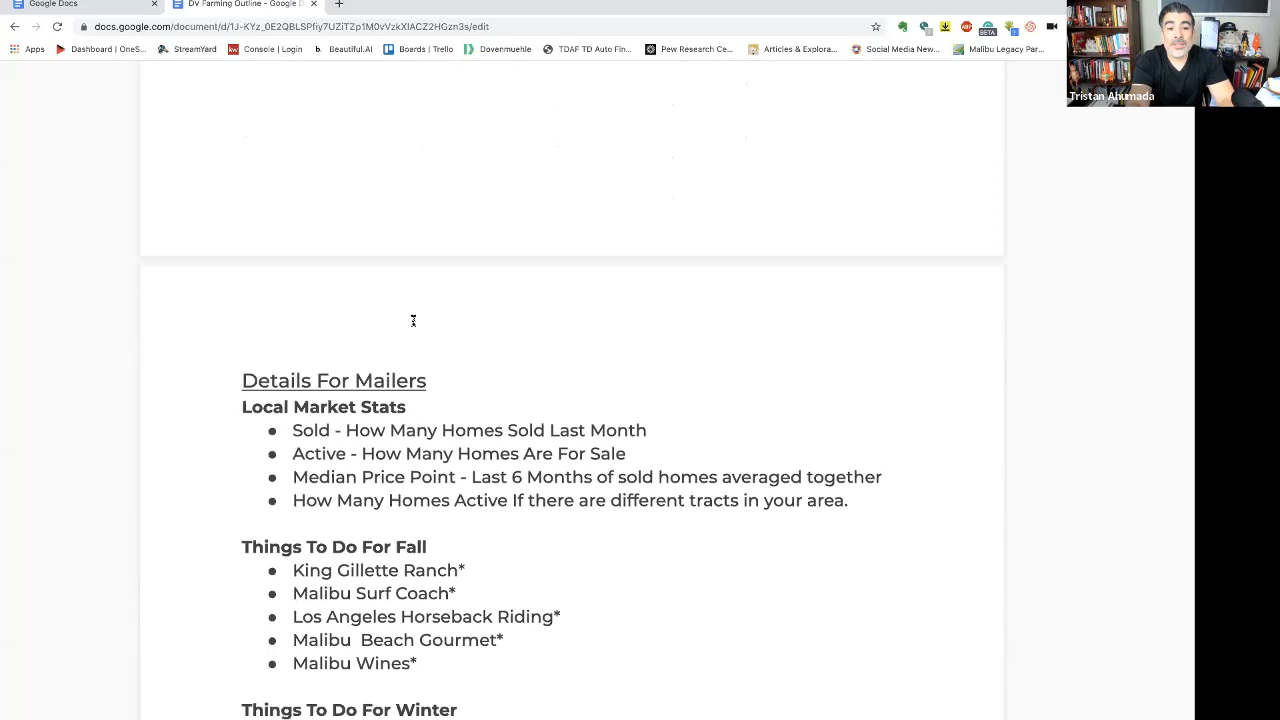 Google Docs
DV Farming Outline - Google D
docs.google.com/document/d/1J-KYz_0E2QBLSPfiy7UZiTZp1M0vVzkXlACZ2HGzn3s/edit
BETA
Apps
Dashboard | OneS...
StreamYard
Console | Login
Beautiful.AI
Boards | Trello
Dovenmuehle
TDAF TD Auto Fin...
Pew Research Ce...
Articles & Explora...
Social Media New...
Malibu Legacy Par...
Tristan Ahumada
Details For Mailers
Local Market Stats
● Sold - How Many Homes Sold Last Month
● Active - How Many Homes Are For Sale
● Median Price Point - Last 6 Months of sold homes averaged together
● How Many Homes Active If there are different tracts in your area.
Things To Do For Fall
● King Gillette Ranch*
● Malibu Surf Coach*
● Los Angeles Horseback Riding*
● Malibu  Beach Gourmet*
● Malibu Wines*
Things To Do For Winter